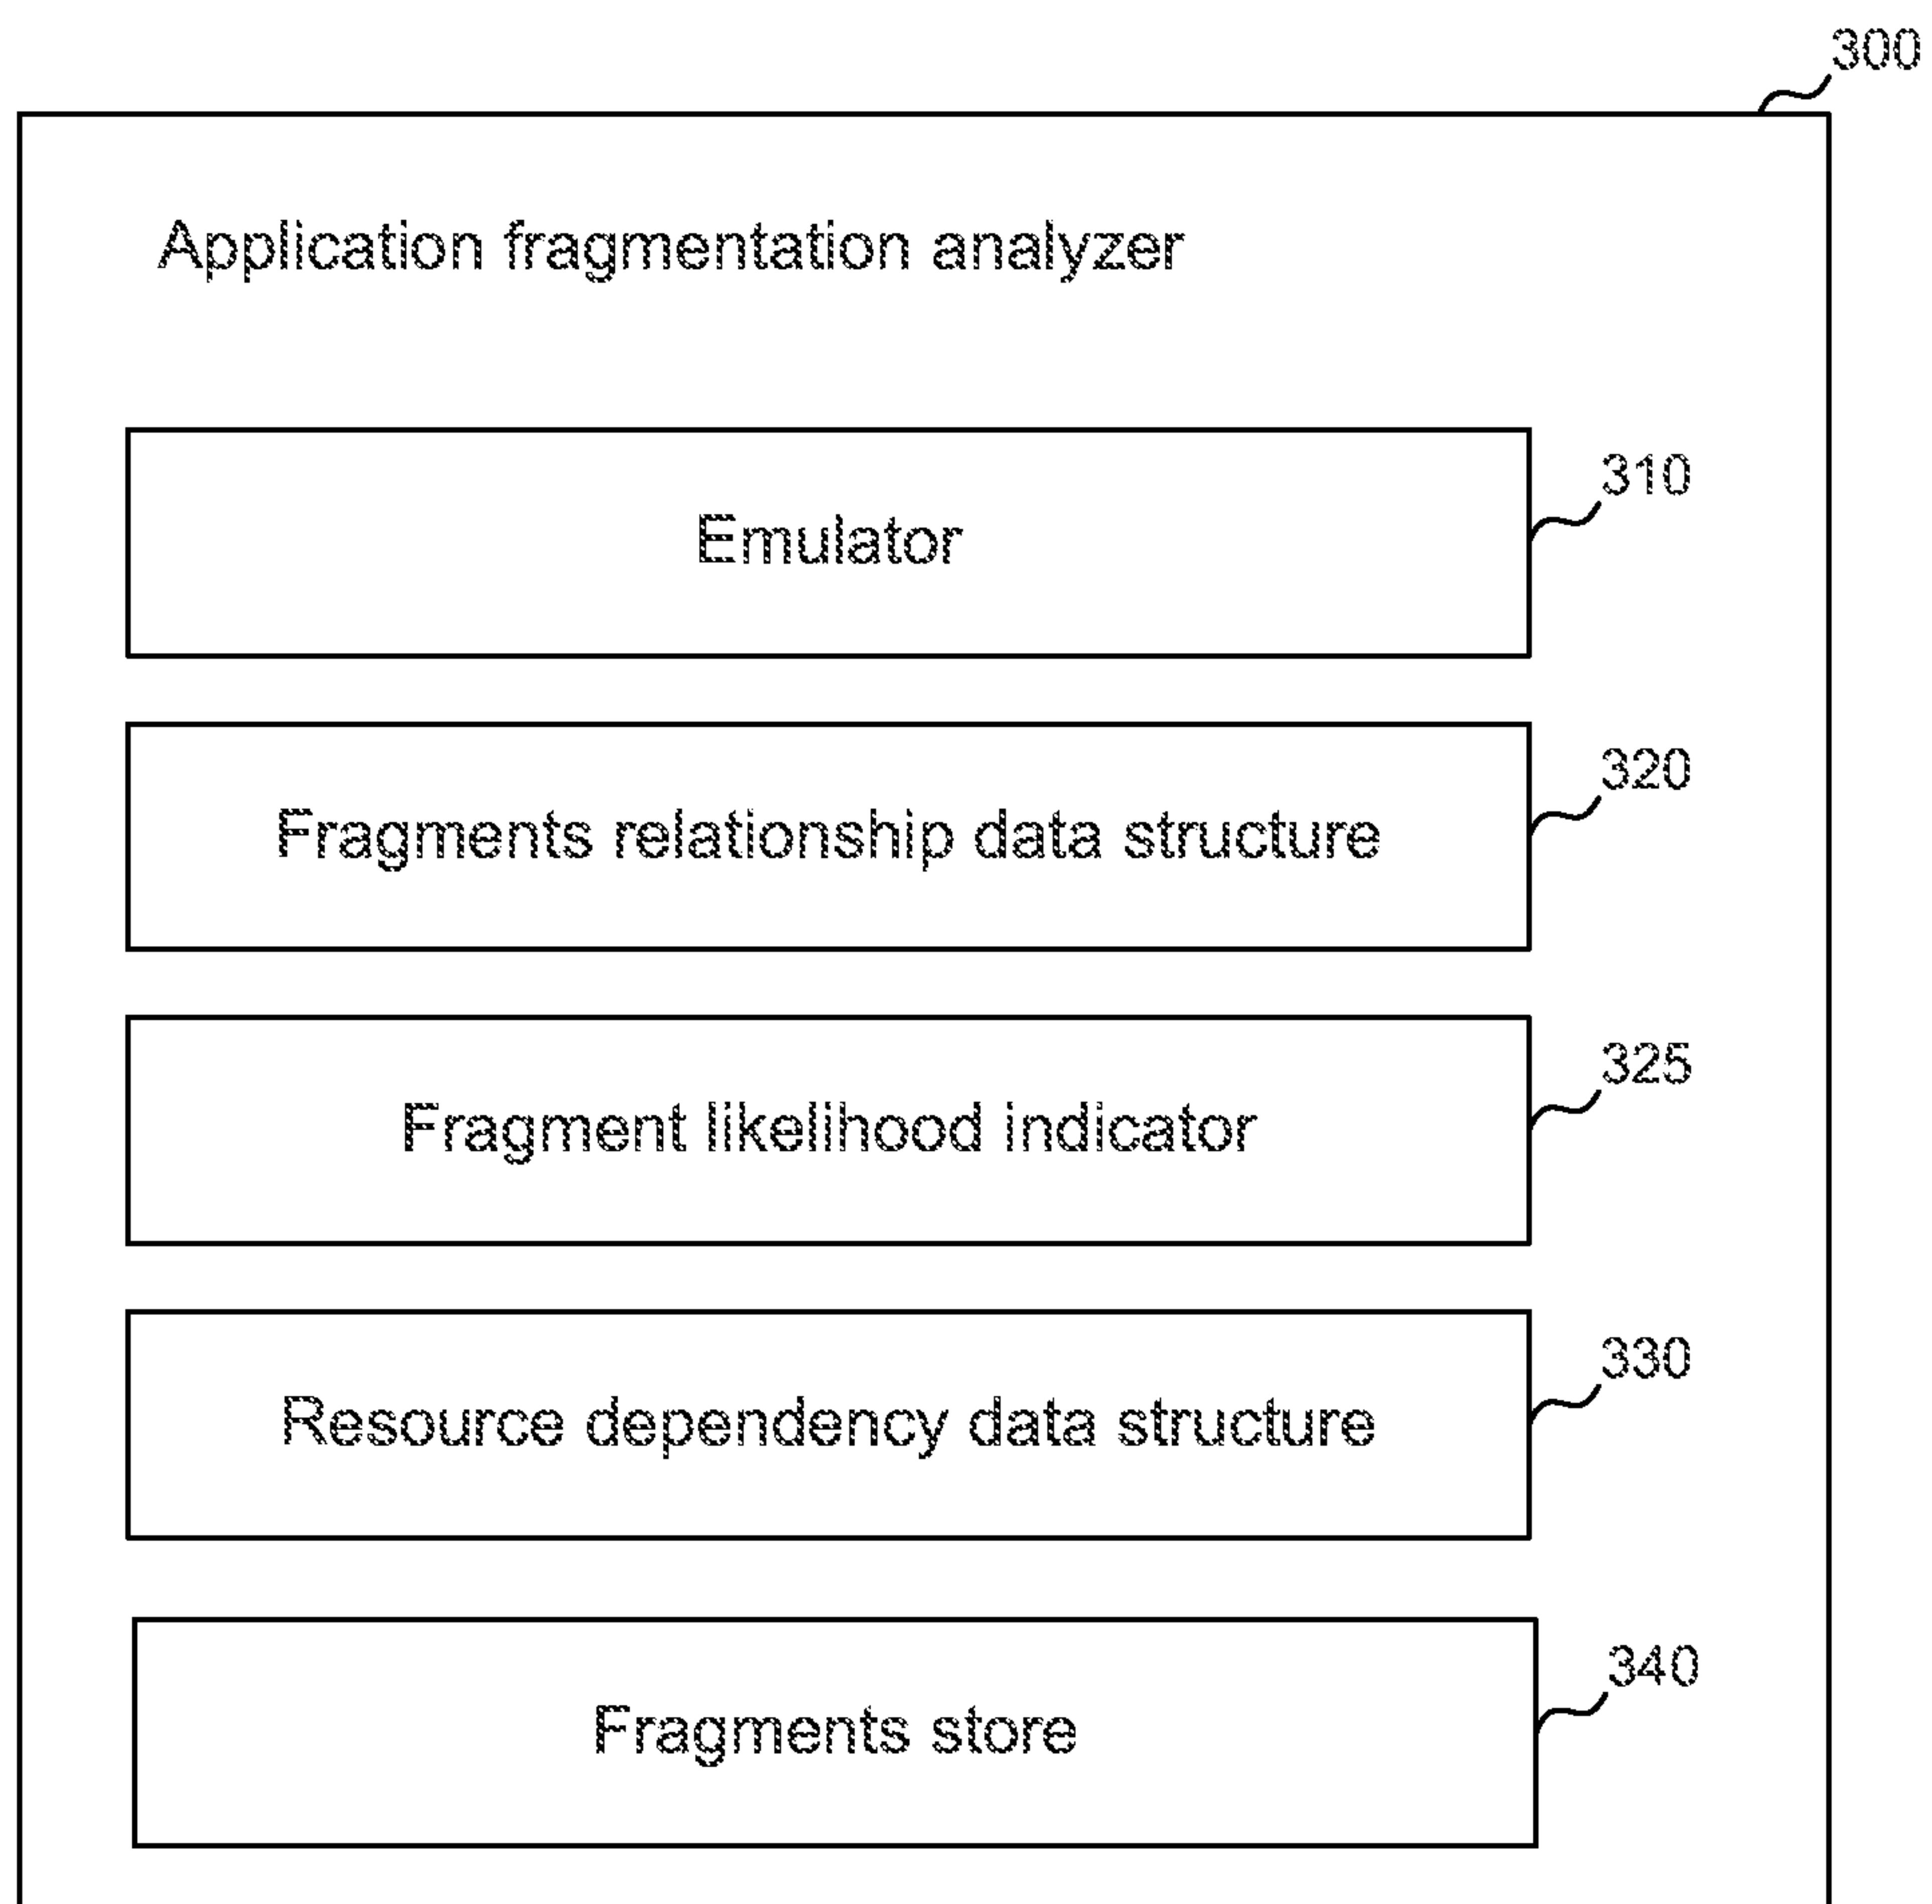 300
Application fragmentation analyzer
310
Emulator
320
Fragments relationship data structure
325
Fragment likelihood indicator
330
Resource dependency data structure
340
Fragments store